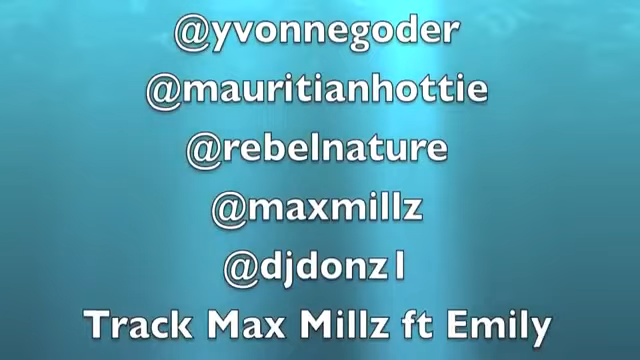 @yvonnegoder
@mauritianhottie
@rebelnature
@maxmillz
@djdonz1
Track Max Millz ft Emily